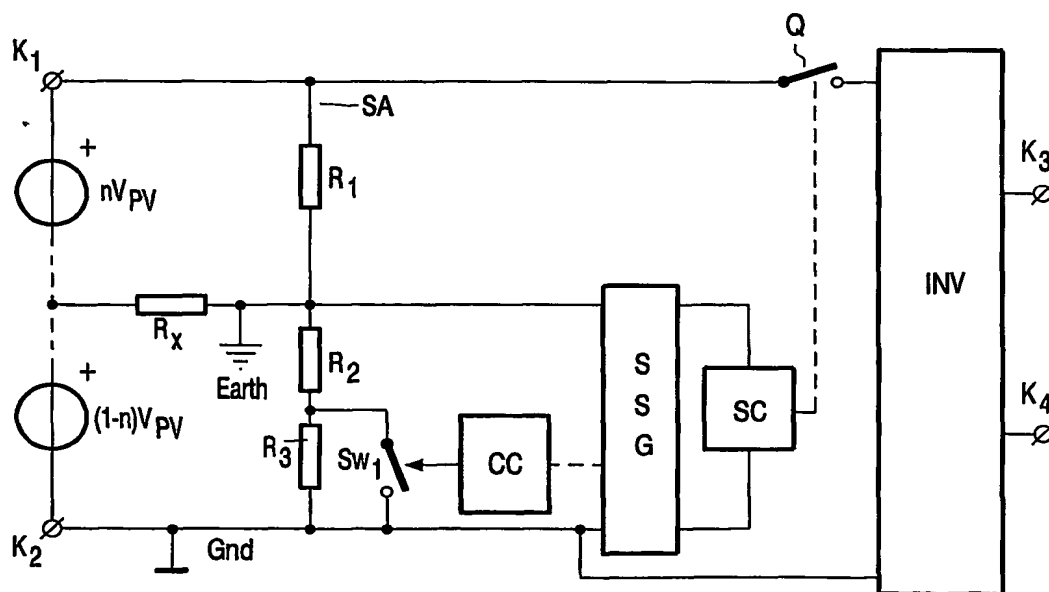 Q
K1
SA
+
nVPV
R1
K3
INV
Rx
Earth
R2
S
S
G
SC
+
(1-n)VPV
R3
Sw1
CC
K4
K2
Gnd